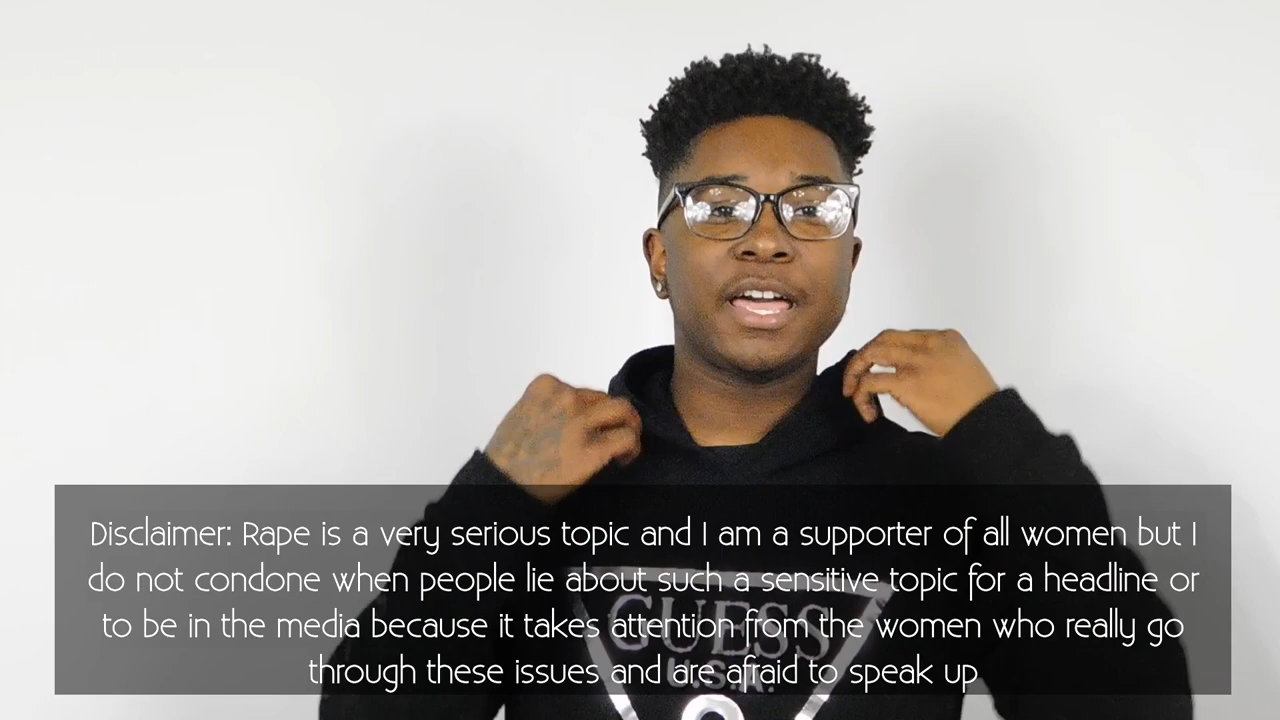 Disclaimer: Rape is a very serious topic and I am a supporter of all women but I
do not condone when people lie about such a sensitive topic for a headline or
to be in the media because it takes attention from the women who really go
through these issues and are afraid to speak up
GUESS
U.S.A.